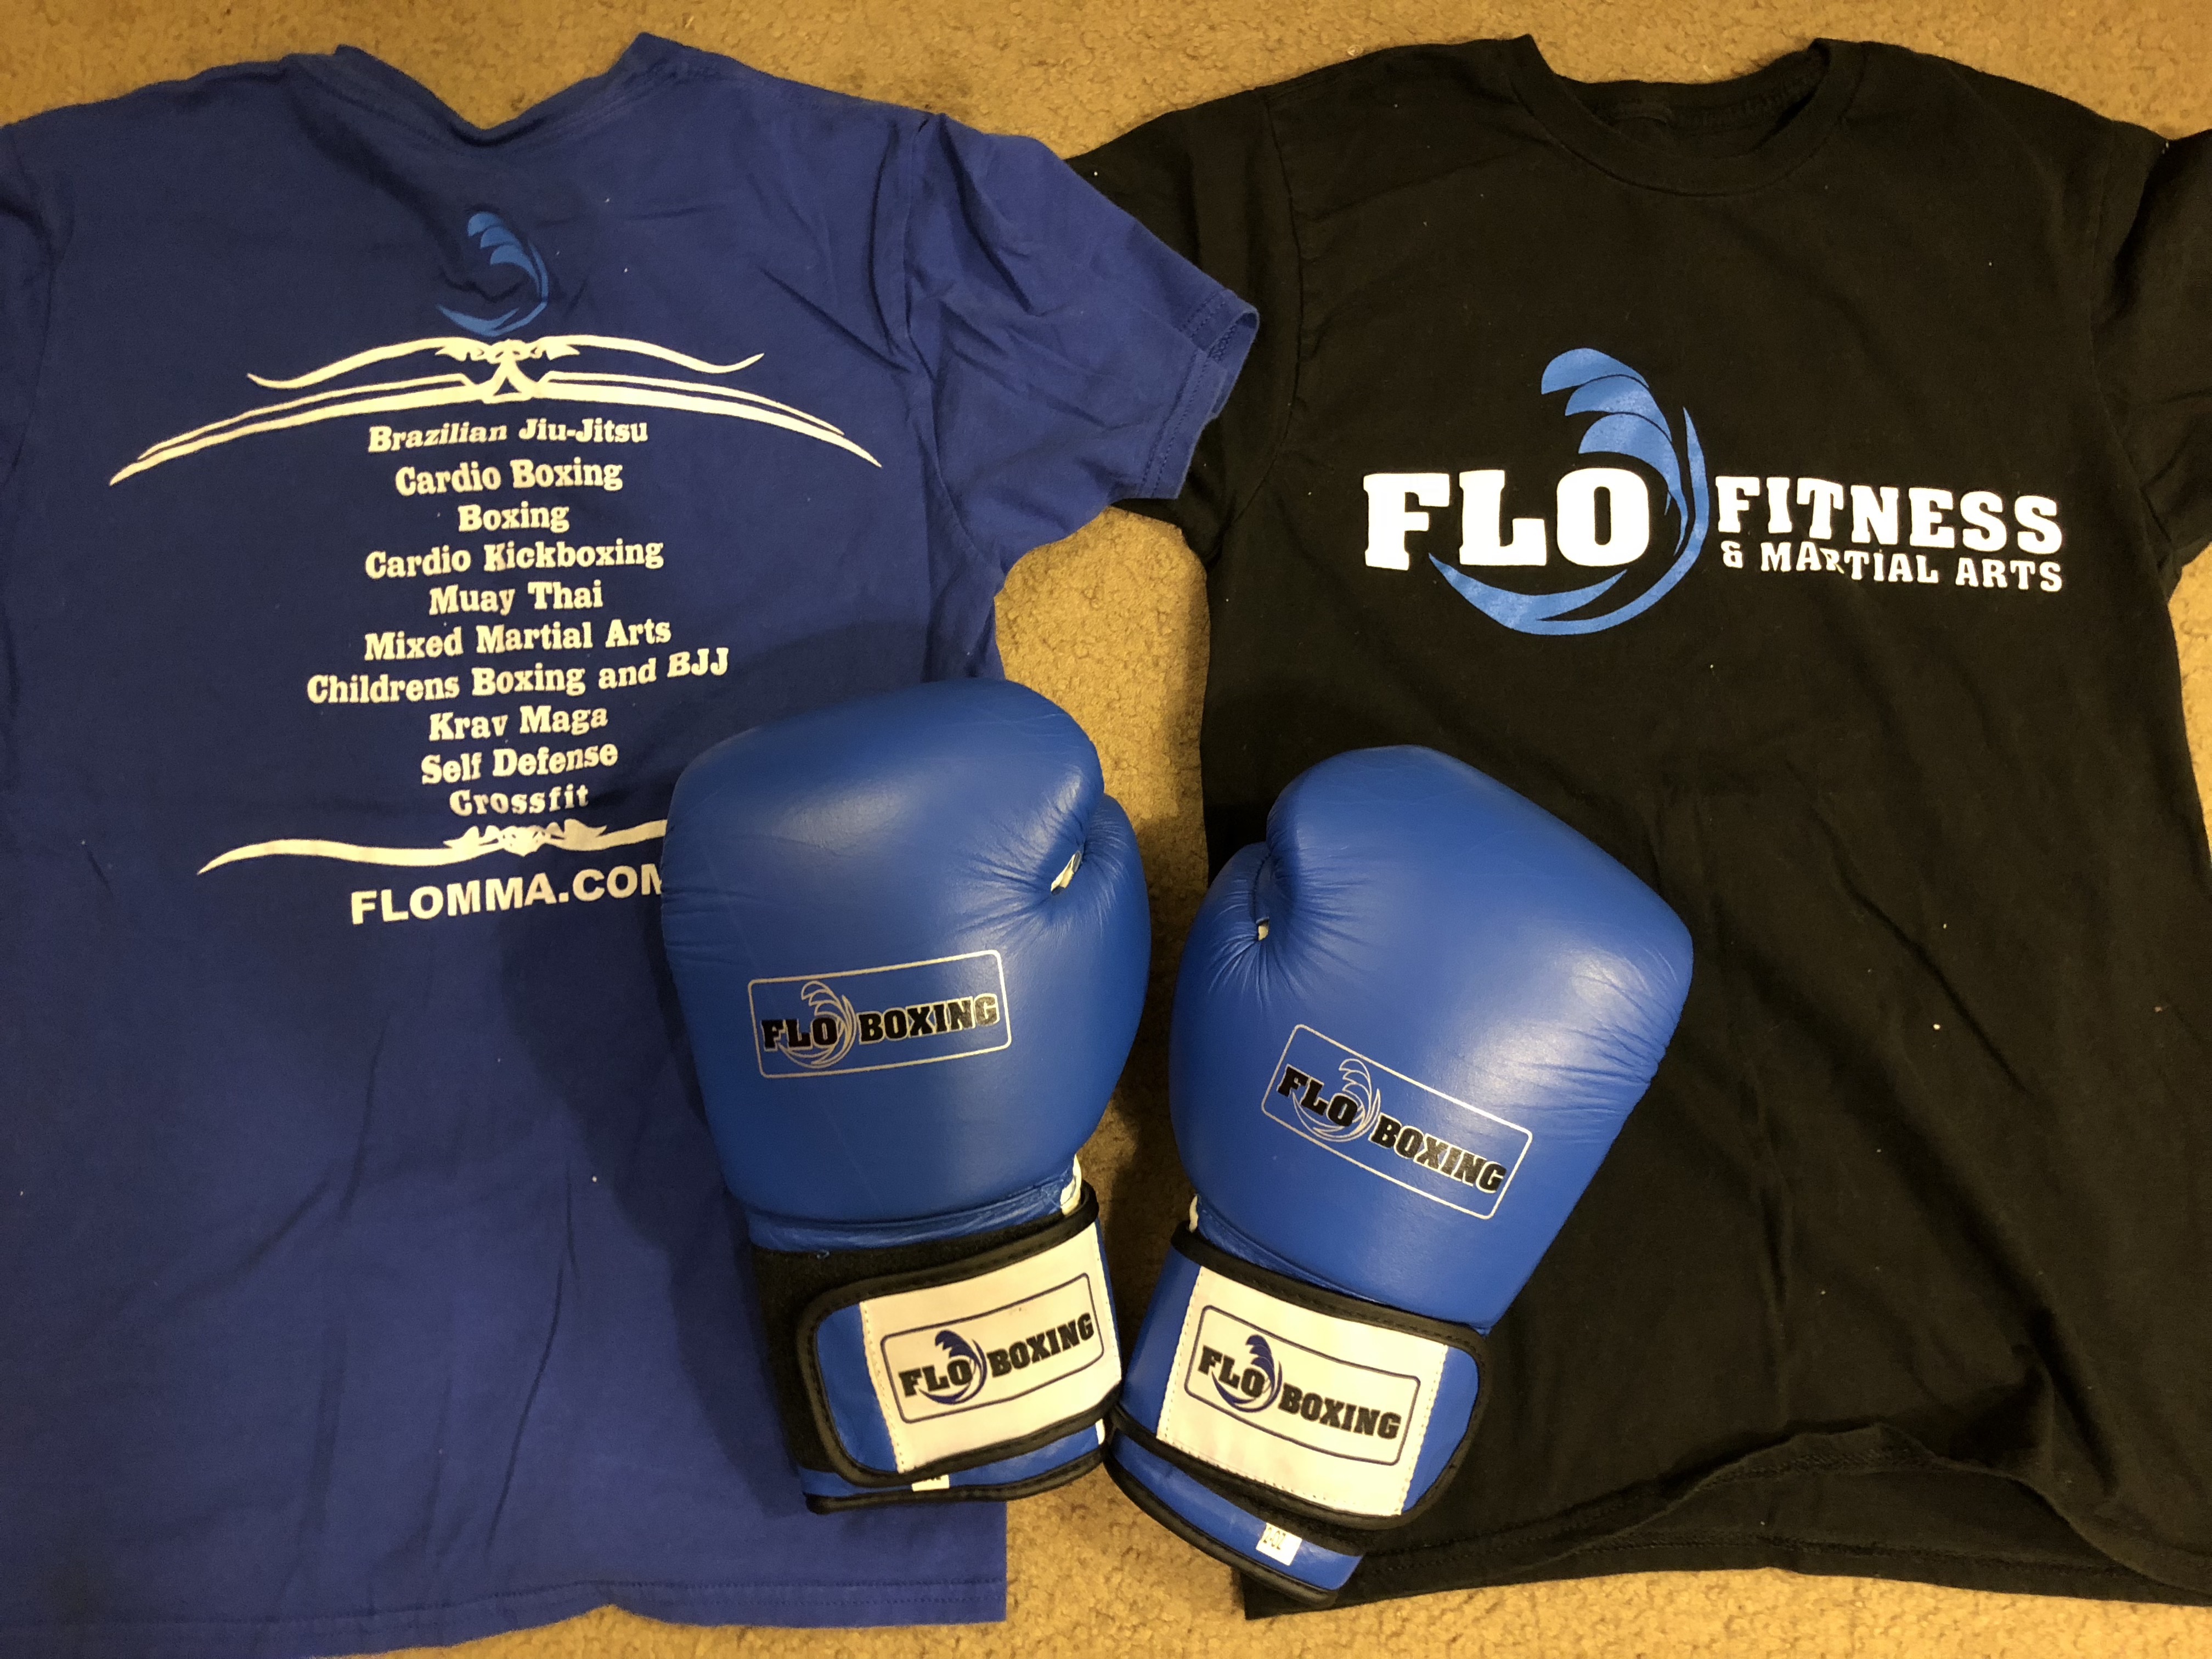 Brazilian Jiu-Jitsu
Cardio Boxing
Boxing
Cardio Kickboxing
Muay Thai
Mixed Martial Arts
Childrens Boxing and BJJ
Krav Maga
Self Defense
Crossfit
FLOMMA.COM
FLO FITNESS
& MARTIAL ARTS
FLO BOXING
FLO BOXING
FLO BOXING
FLO BOXING